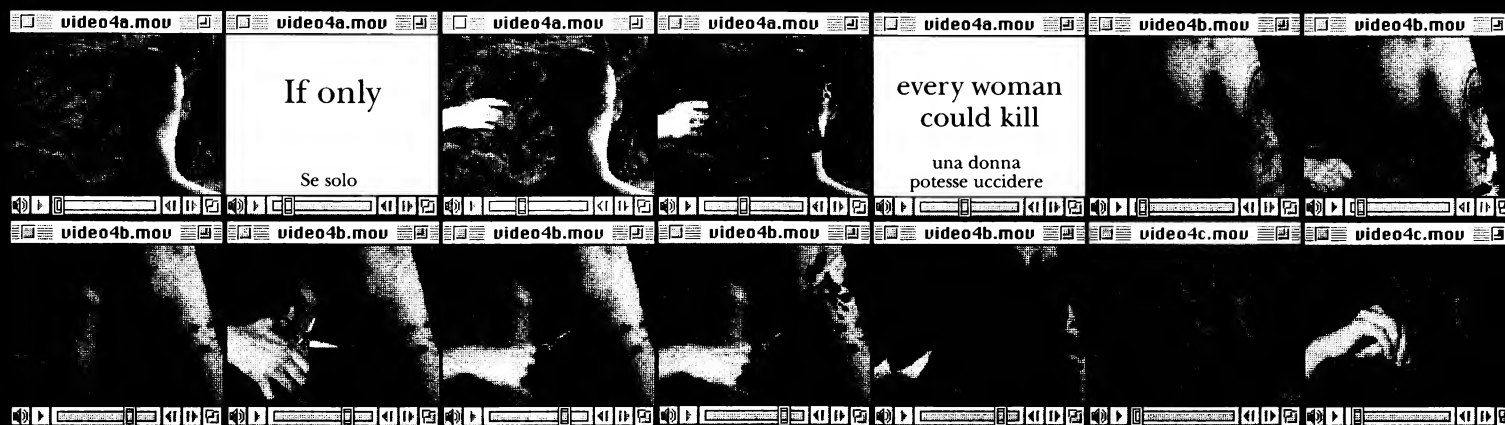 video4a.mov
video4a.mov
video4a.mov
video4a.mov
video4a.mov
video4b.mov
video4b.mov
If only
Se solo
every woman
could kill
una donna
potesse uccidere
video4b.mov
video4b.mov
video4b.mov
video4b.mov
video4b.mov
video4c.mov
video4c.mov